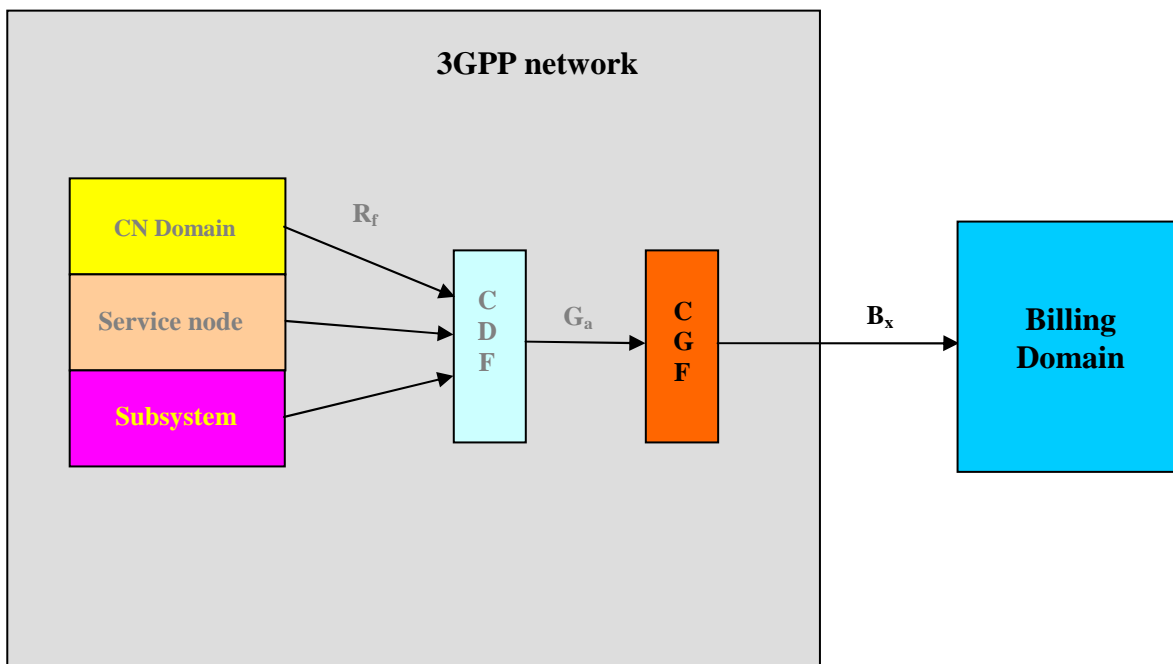 3GPP network
CN Domain
Service node
Subsystem
Rf
C
D
F
Ga
C
G
F
Bx
Billing
Domain